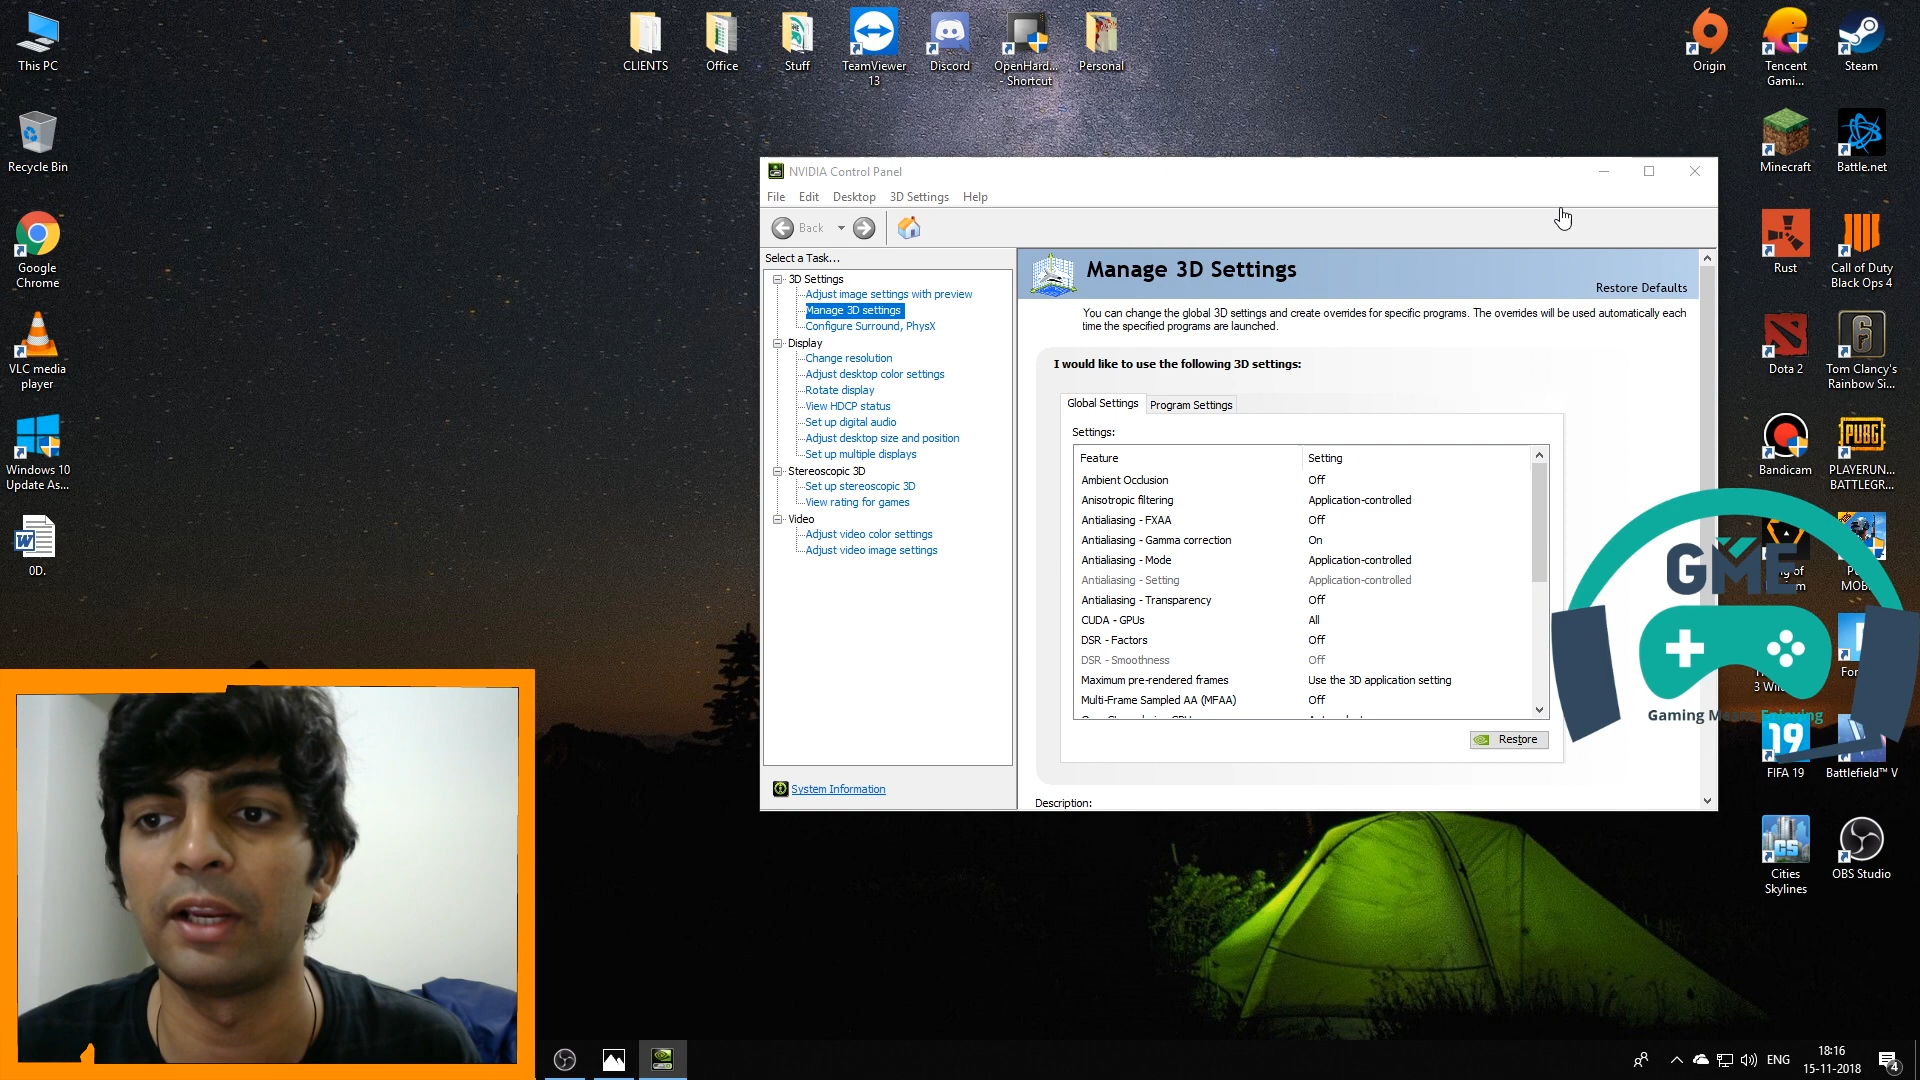 This PC
Recycle Bin
Google
Chrome
VLC media
player
Windows 10
Update As...
0D.
CLIENTS
Office
Stuff
TeamViewer
13
Discord
OpenHard...
- Shortcut
Personal
Origin
Tencent
Gami...
Steam
Minecraft
Battle.net
Rust
Call of Duty
Black Ops 4
Dota 2
Tom Clancy's
Rainbow Si...
Bandicam
PUBG
PLAYERUN...
BATTLEGR...
GME
MOB
3 Wil
For
Gaming M
Enjoying
19
FIFA 19
Battlefield™ V
CS
Cities
Skylines
OBS Studio
NVIDIA Control Panel
File Edit Desktop 3D Settings Help
Back
Select a Task...
3D Settings
Adjust image settings with preview
Manage 3D settings
Configure Surround, PhysX
Display
Change resolution
Adjust desktop color settings
Rotate display
View HDCP status
Set up digital audio
Adjust desktop size and position
Set up multiple displays
Stereoscopic 3D
Set up stereoscopic 3D
View rating for games
Video
Adjust video color settings
Adjust video image settings
System Information
Manage 3D Settings
Restore Defaults
You can change the global 3D settings and create overrides for specific programs. The overrides will be used automatically each
time the specified programs are launched.
I would like to use the following 3D settings:
Global Settings Program Settings
Settings:
Feature Setting
Ambient Occlusion Off
Anisotropic filtering Application-controlled
Antialiasing - FXAA Off
Antialiasing - Gamma correction On
Antialiasing - Mode Application-controlled
Antialiasing - Setting Application-controlled
Antialiasing - Transparency Off
CUDA - GPUs All
DSR - Factors Off
DSR - Smoothness Off
Maximum pre-rendered frames Use the 3D application setting
Multi-Frame Sampled AA (MFAA) Off
Restore
Description:
ENG
18:16
15-11-2018
4